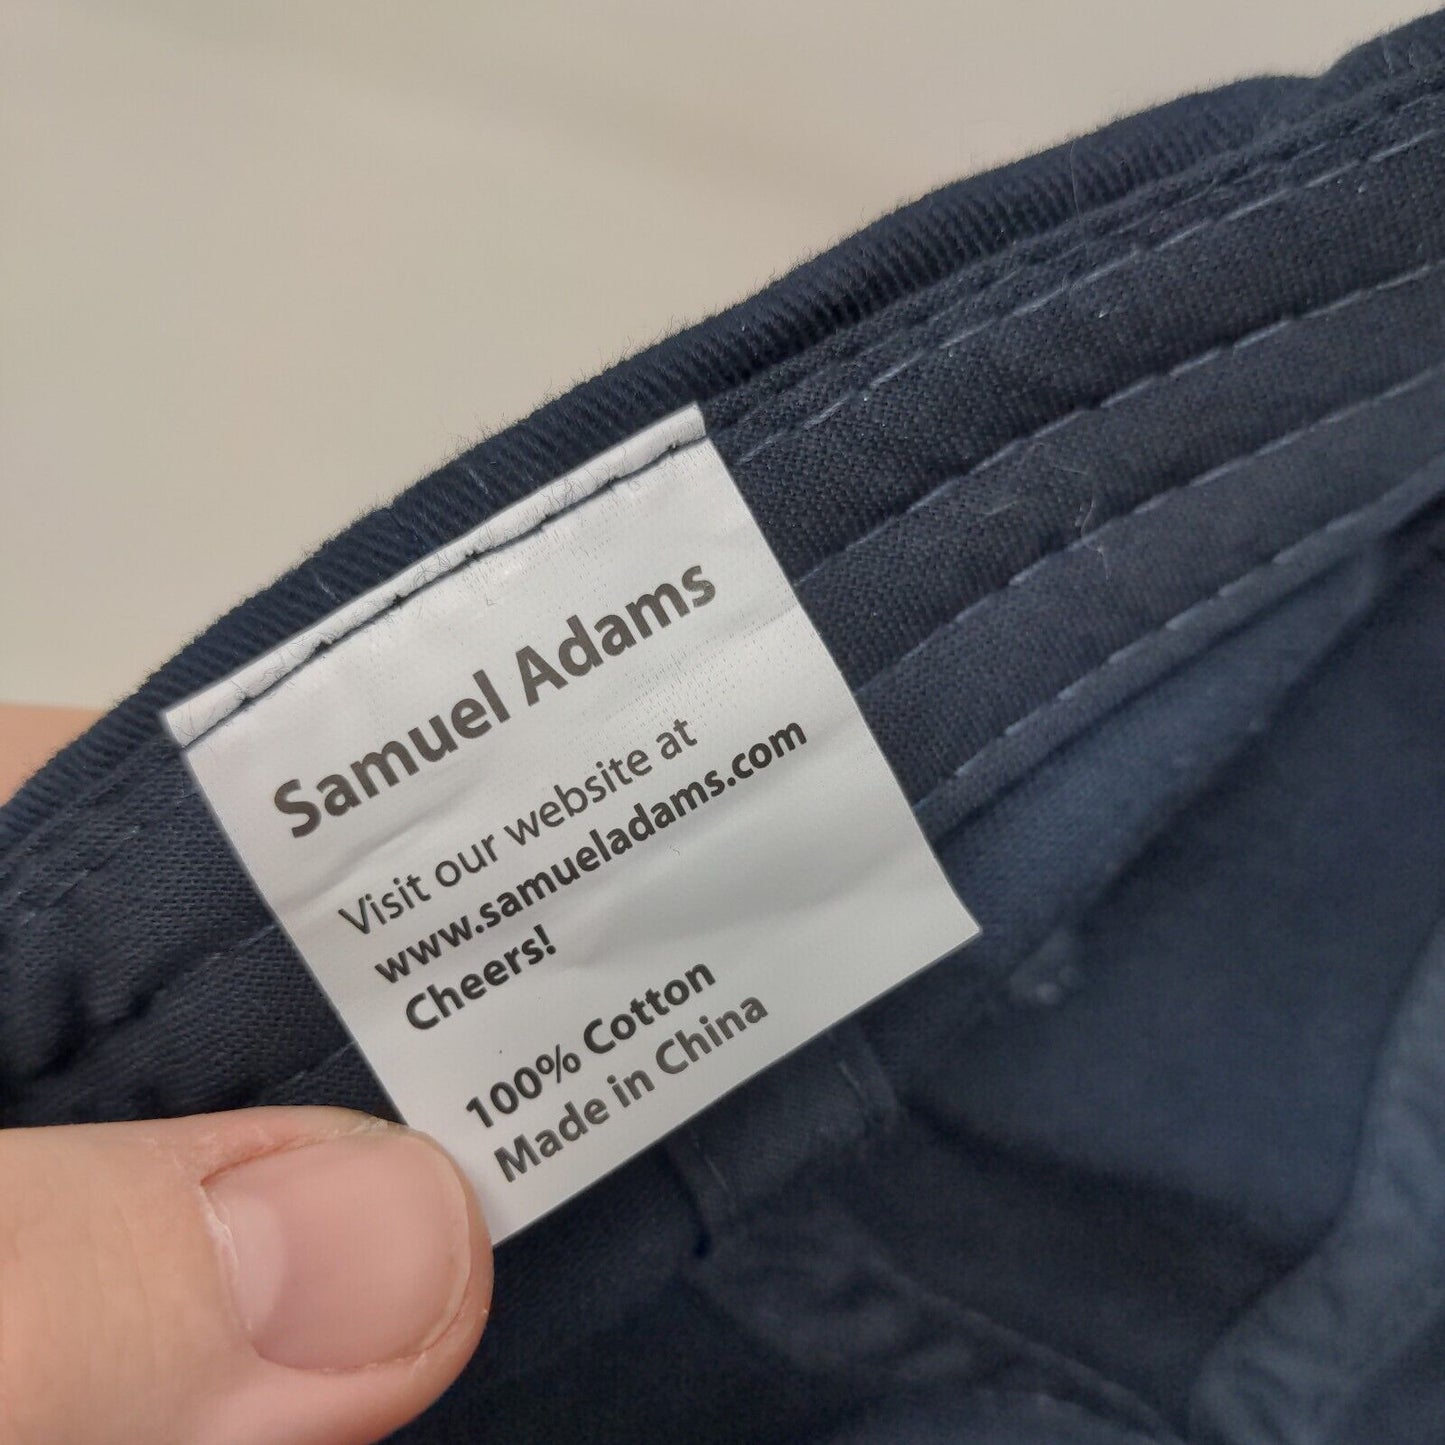 Samuel Adams
Visit our website at
www.samueladams.com
Cheers!
100% Cotton
Made in China